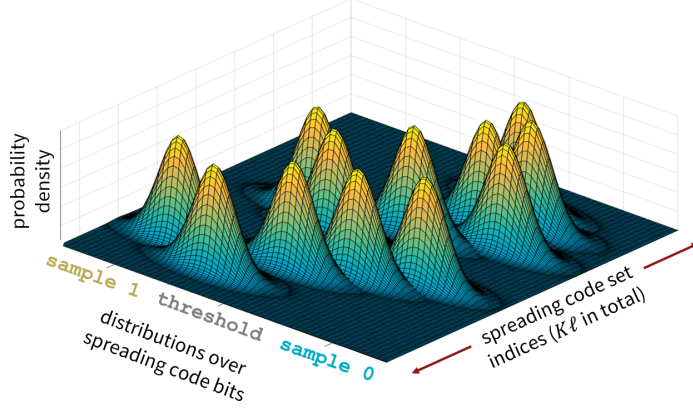 probability
density
sample 1
threshold
sample 0
distributions over
spreading code bits
spreading code set
indices (Kℓ in total)